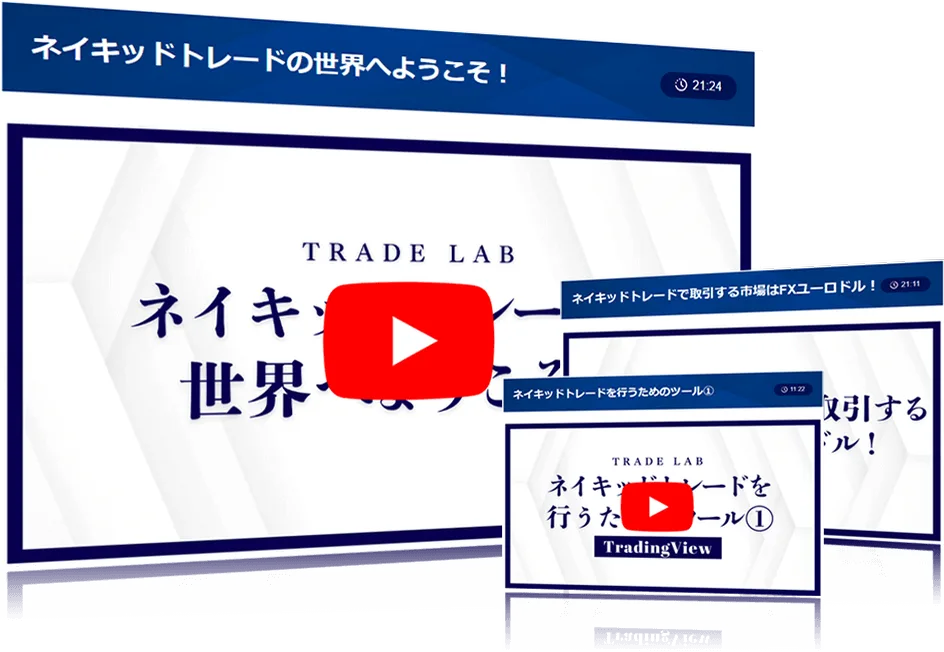 ネイキッドトレードの世界へようこそ！
21:24
TRADE LAB
ネイキ
世界へようこそ
ネイキッドトレードで取引する市場はFXユーロドル！
21:11
取引する
ドル！
ネイキッドトレードを行うためのツール①
11:22
TRADE LAB
ネイキッドトレードを
行うた ツール①
TradingView